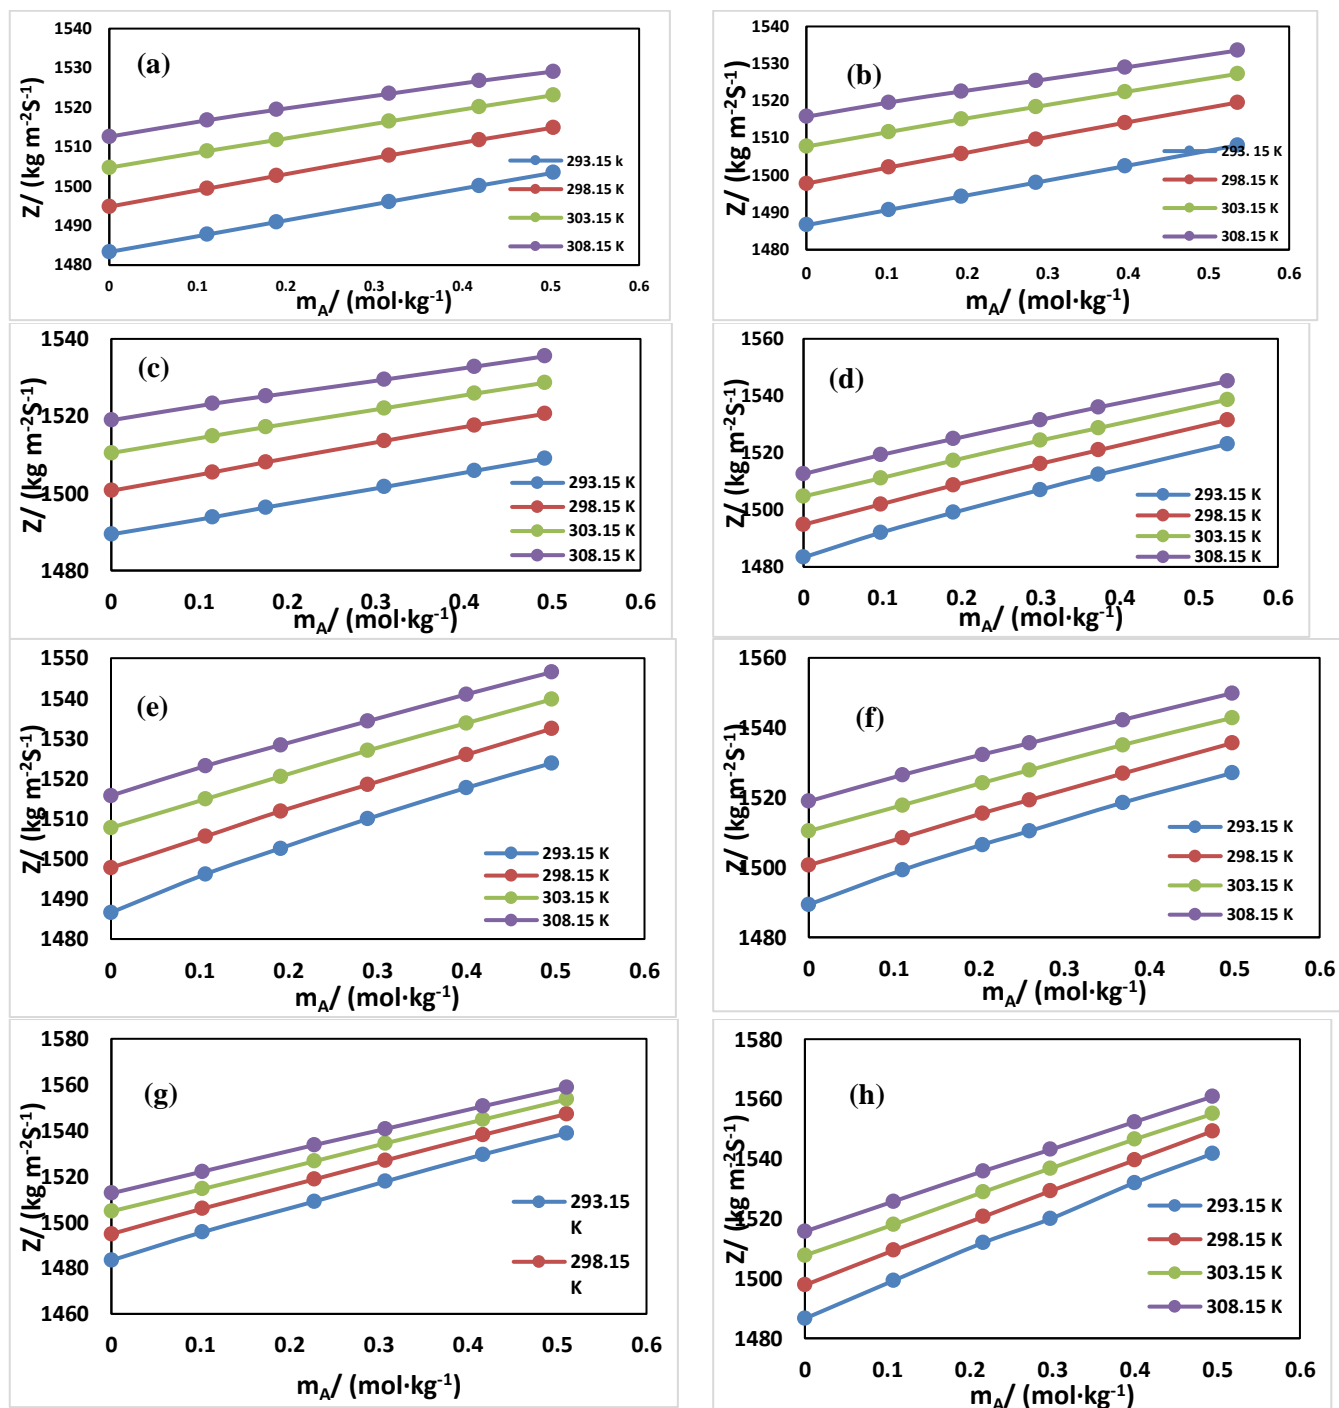 (a)
Z/ (kg m-2S-1)
1540
1530
1520
1510
1500
1490
1480
0 0.1 0.2 0.3 0.4 0.5 0.6
mA/ (mol·kg-1)
293.15 k
298.15 K
303.15 K
308.15 K
(b)
Z/ (kg m-2S-1)
1540
1530
1520
1510
1500
1490
1480
0 0.1 0.2 0.3 0.4 0.5 0.6
mA/ (mol·kg-1)
293. 15 K
298.15 K
303.15 K
308.15 K
(c)
Z/ (kg m-2S-1)
1540
1520
1500
1480
0 0.1 0.2 0.3 0.4 0.5 0.6
mA/ (mol·kg-1)
293.15 K
298.15 K
303.15 K
308.15 K
(d)
Z/ (kg m-2S-1)
1560
1540
1520
1500
1480
0 0.1 0.2 0.3 0.4 0.5 0.6
mA/ (mol·kg-1)
293.15 K
298.15 K
303.15 K
308.15 K
(e)
Z/ (kg m-2S-1)
1550
1540
1530
1520
1510
1500
1490
1480
0 0.1 0.2 0.3 0.4 0.5 0.6
mA/ (mol·kg-1)
293.15 K
298.15 K
303.15 K
308.15 K
(f)
Z/ (kg m-2S-1)
1560
1540
1520
1500
1480
0 0.1 0.2 0.3 0.4 0.5 0.6
mA/ (mol·kg-1)
293.15 K
298.15 K
303.15 K
308.15 K
(g)
Z/ (kg m-2S-1)
1580
1560
1540
1520
1500
1480
1460
0 0.1 0.2 0.3 0.4 0.5 0.6
mA/ (mol·kg-1)
293.15
K
298.15
K
(h)
Z/ (kg m-2S-1)
1580
1560
1540
1520
1500
1480
0 0.1 0.2 0.3 0.4 0.5 0.6
mA/ (mol·kg-1)
293.15 K
298.15 K
303.15 K
308.15 K